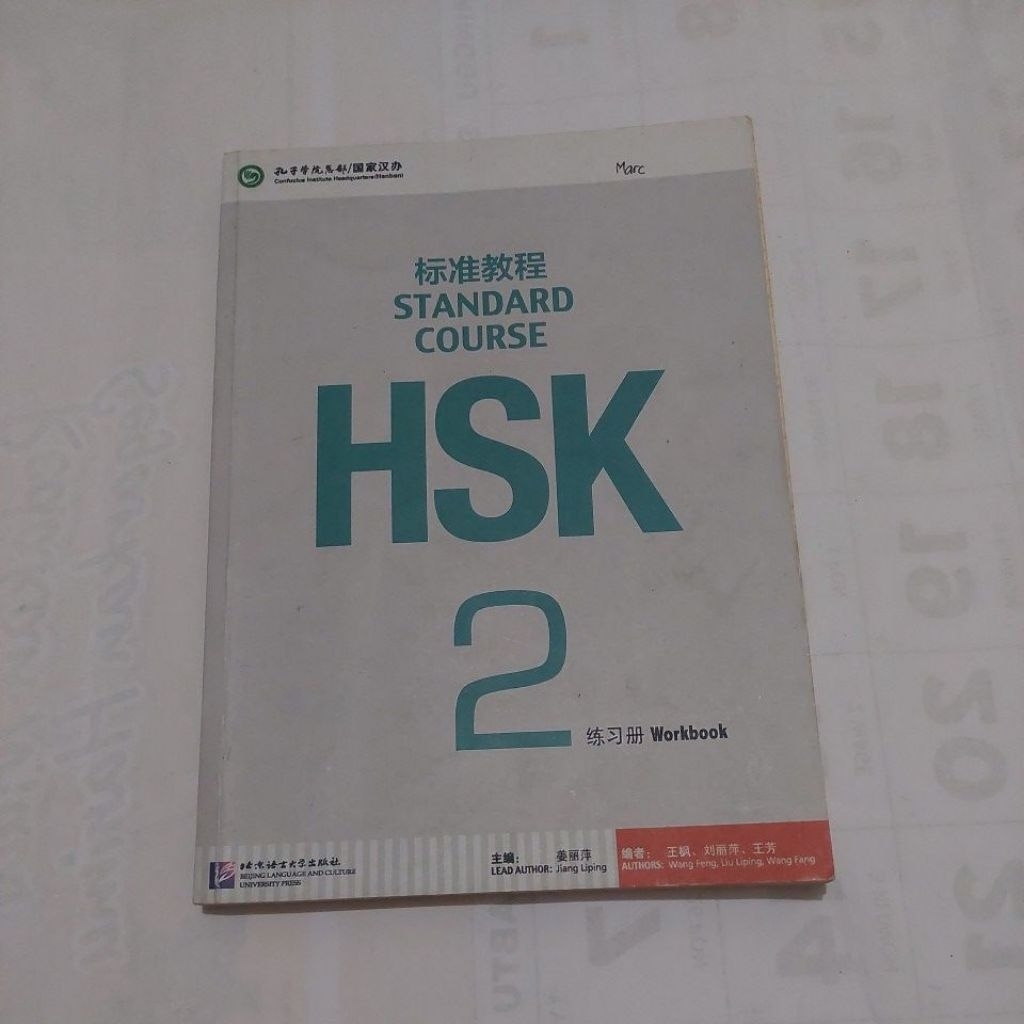 孔子学院总部/国家汉办
Confucius Institute Headquarters(Hanban)
Marc
标准教程
STANDARD
COURSE
HSK
2
练习册 Workbook
北京语言大学出版社
BEIJING LANGUAGE AND CULTURE
UNIVERSITY PRESS
主编: 姜丽萍
LEAD AUTHOR: Jiang Liping
编者: 王枫、刘丽萍、王芳
AUTHORS: Wang Feng, Liu Liping, Wang Fang